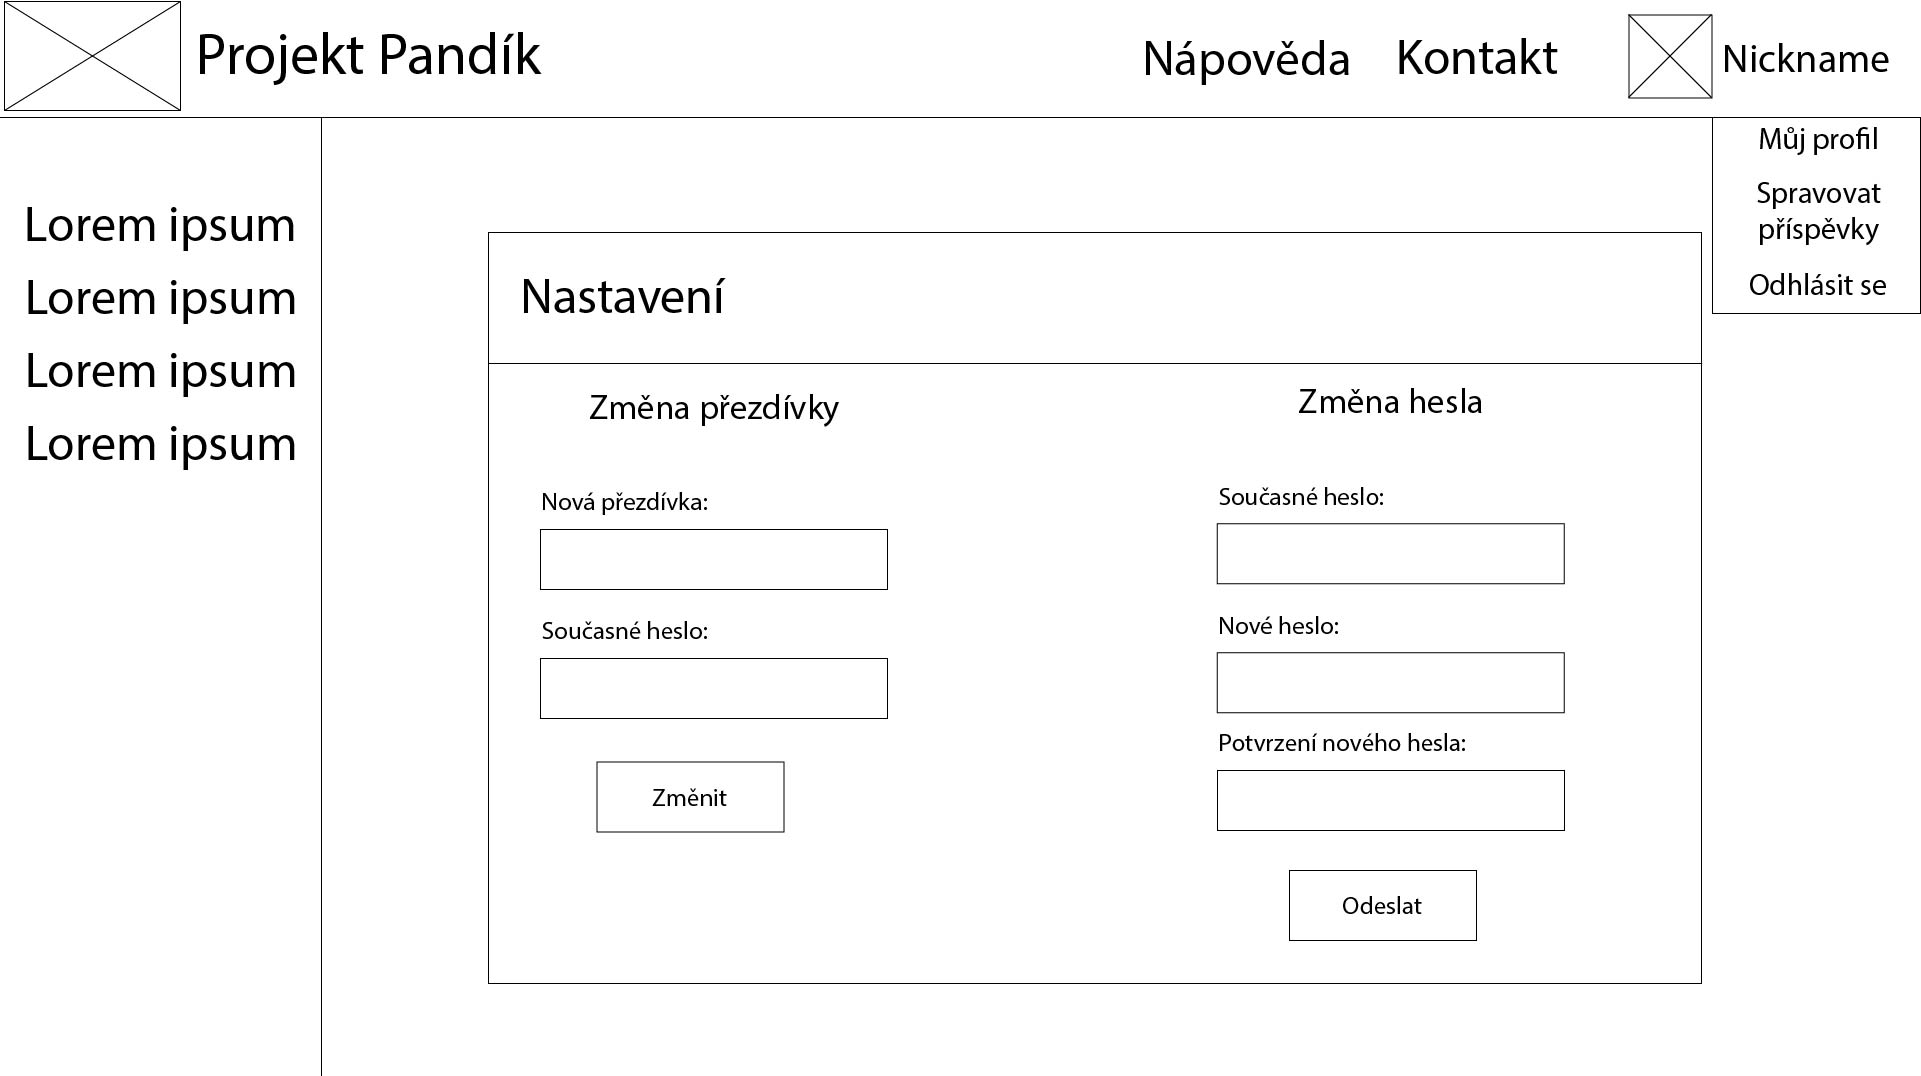 Projekt Pandík
Nápověda
Kontakt
Nickname
Můj profil
Spravovat
příspěvky
Odhlásit se
Lorem ipsum
Lorem ipsum
Lorem ipsum
Lorem ipsum
Nastavení
Změna přezdívky
Nová přezdívka:
Současné heslo:
Změnit
Změna hesla
Současné heslo:
Nové heslo:
Potvrzení nového hesla:
Odeslat